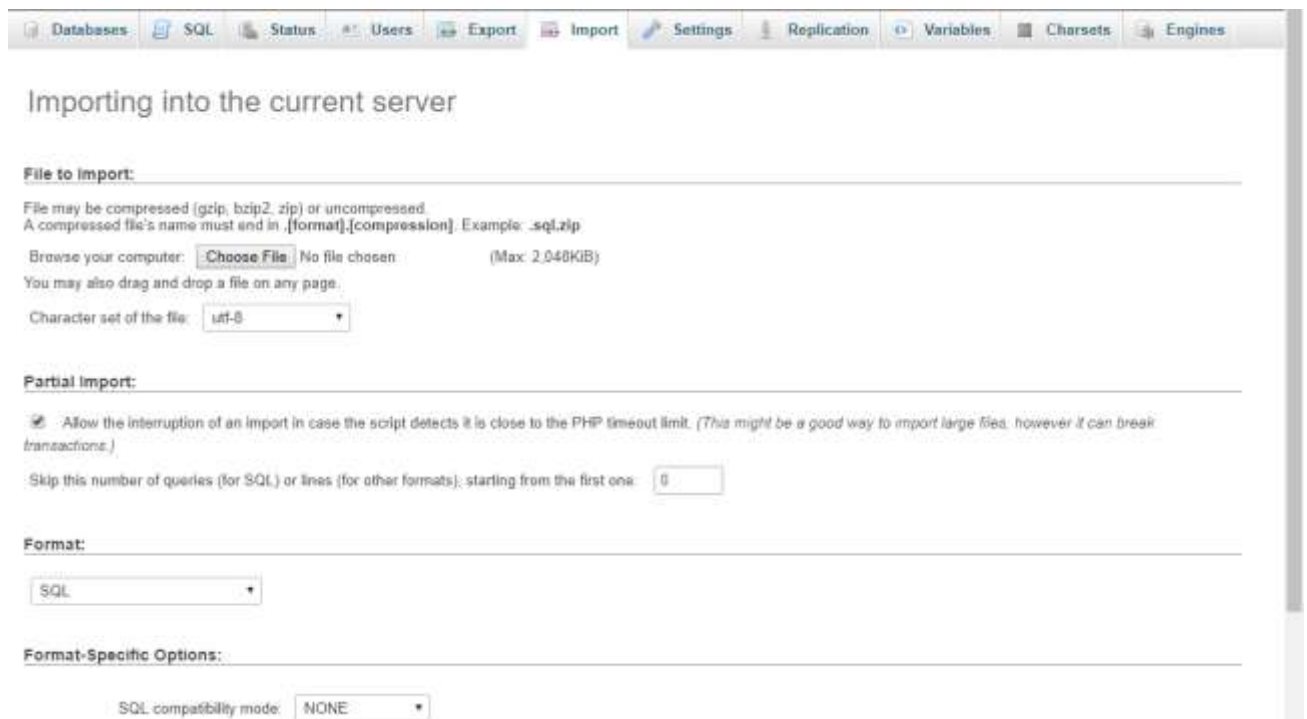 Databases SQL Status Users Export Import Settings Replication Variables Charsets Engines
Importing into the current server
File to Import:
File may be compressed (gzip, bzip2, zip) or uncompressed.
A compressed file's name must end in .[format].[compression]. Example: .sql.zip
Browse your computer: Choose File No file chosen (Max: 2,048KiB)
You may also drag and drop a file on any page.
Character set of the file: utf-8
Partial Import:
Allow the interruption of an import in case the script detects it is close to the PHP timeout limit. (This might be a good way to import large files, however it can break
transactions.)
Skip this number of queries (for SQL) or lines (for other formats), starting from the first one: 0
Format:
SQL
Format-Specific Options:
SQL compatibility mode: NONE